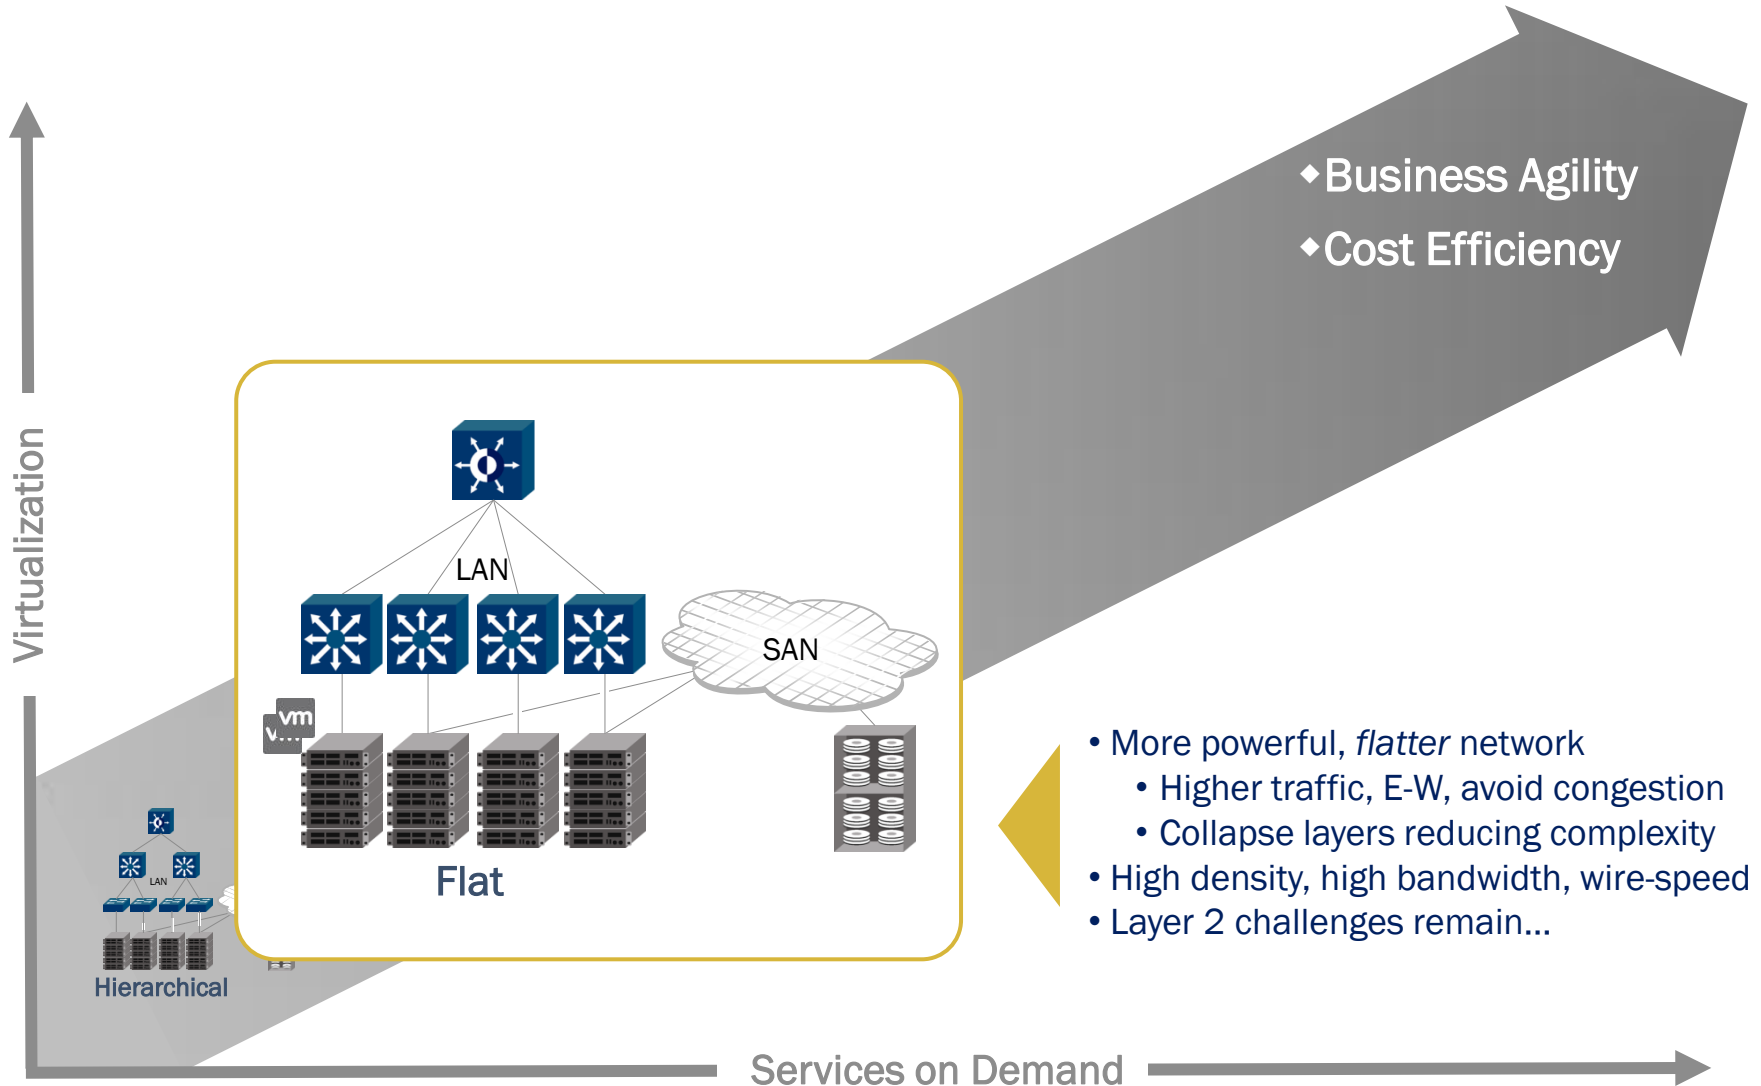 ◆Business Agility
◆Cost Efficiency
Virtualization
LAN
SAN
vm
Flat
LAN
Hierarchical
• More powerful, flatter network
• Higher traffic, E-W, avoid congestion
• Collapse layers reducing complexity
• High density, high bandwidth, wire-speed
• Layer 2 challenges remain...
Services on Demand